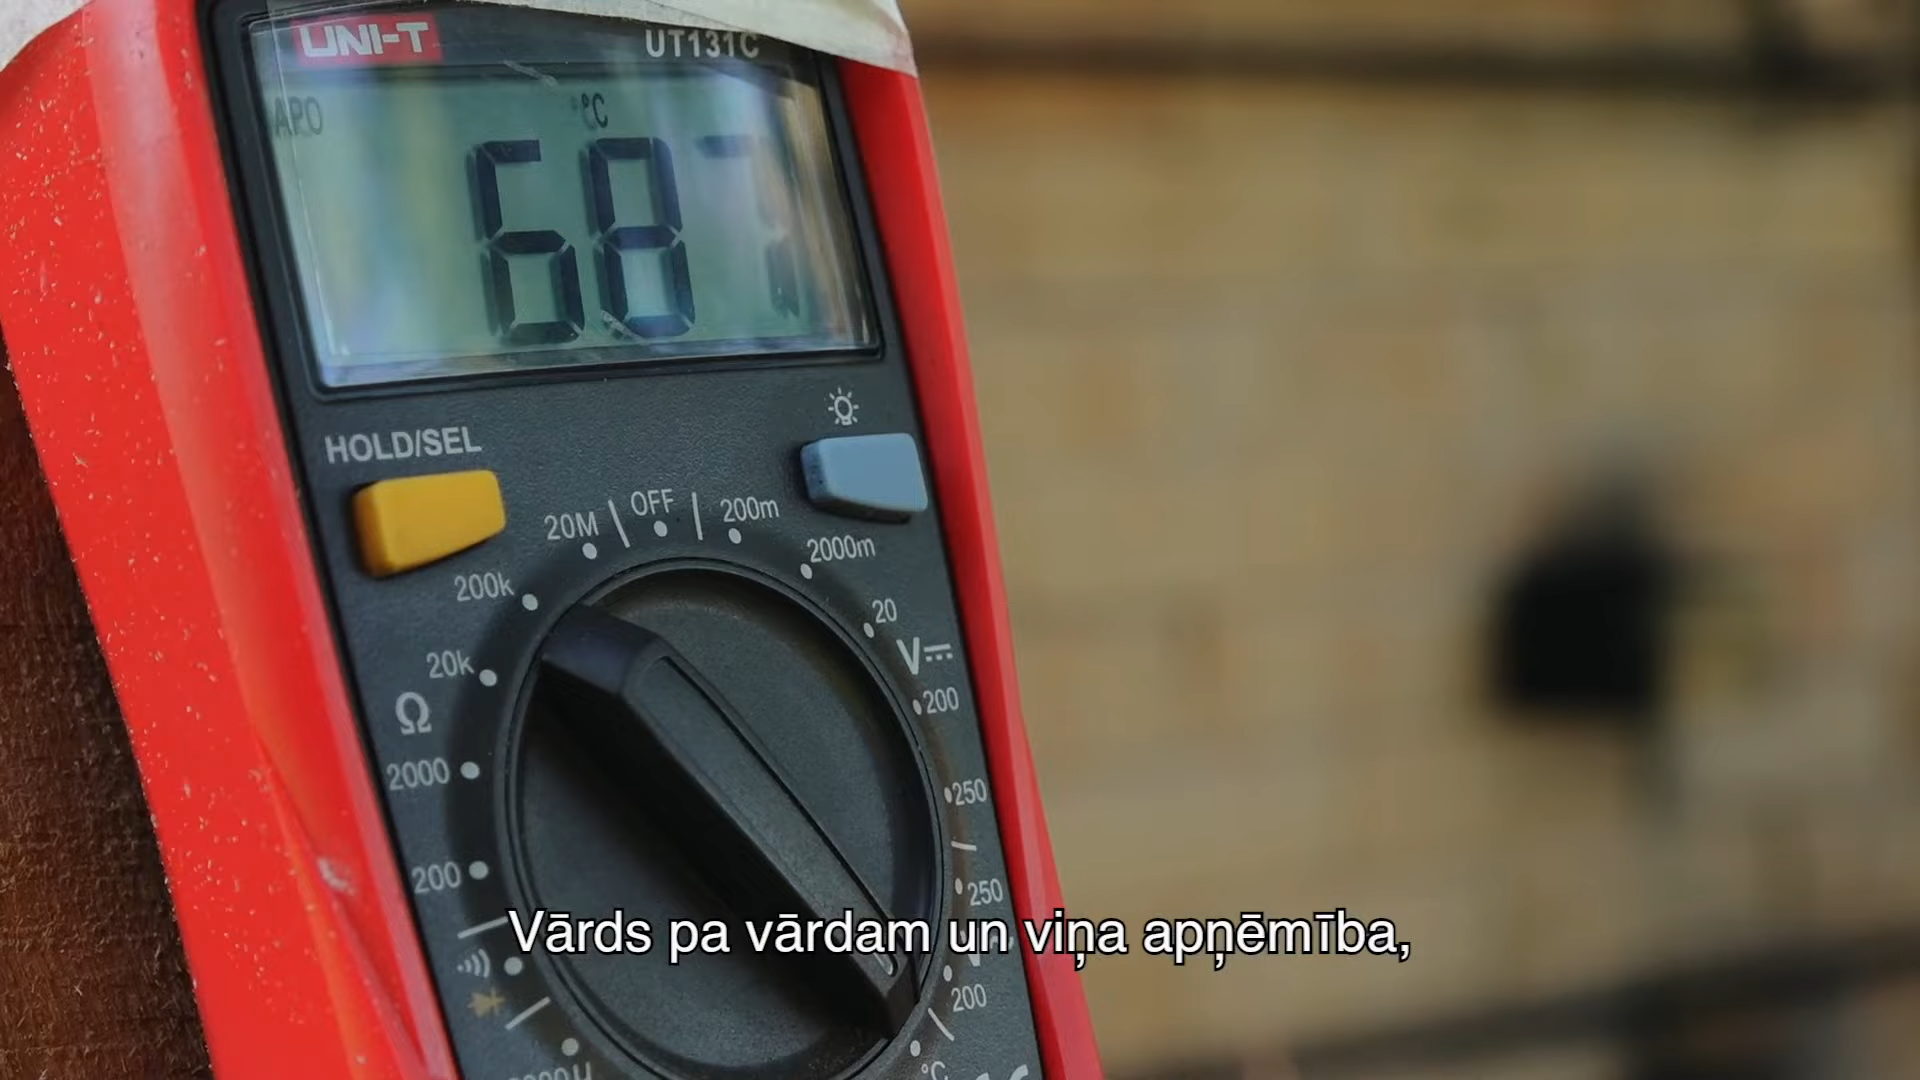 UNI-T
UT131C
APO
°C
68
HOLD/SEL
OFF
20M
200m
200k
2000m
20k
20
V
Ω
200
2000
250
200
250
Vārds pa vārdam un viņa apņēmība,
200
°C